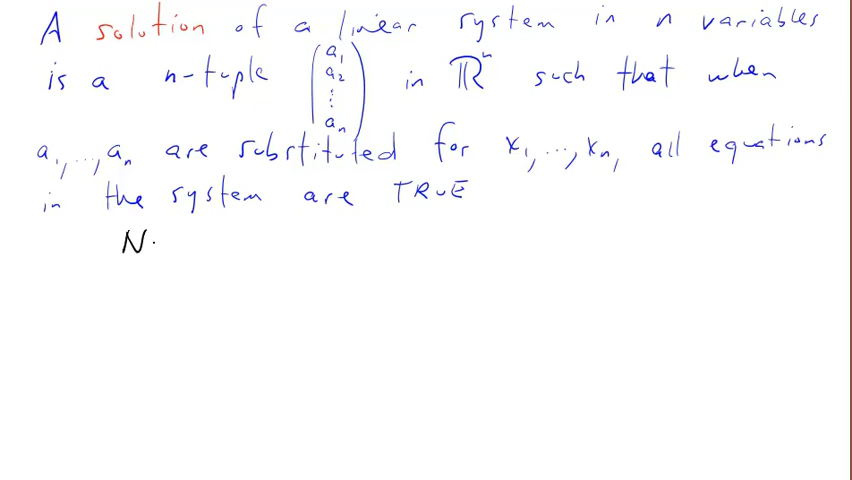 A solution of a linear system in n variables
is a n-tuple (a₁ a₂ ⋮ aₙ) in ℝⁿ such that when
a₁, ..., aₙ are substituted for x₁, ..., xₙ, all equations
in the system are TRUE
N.